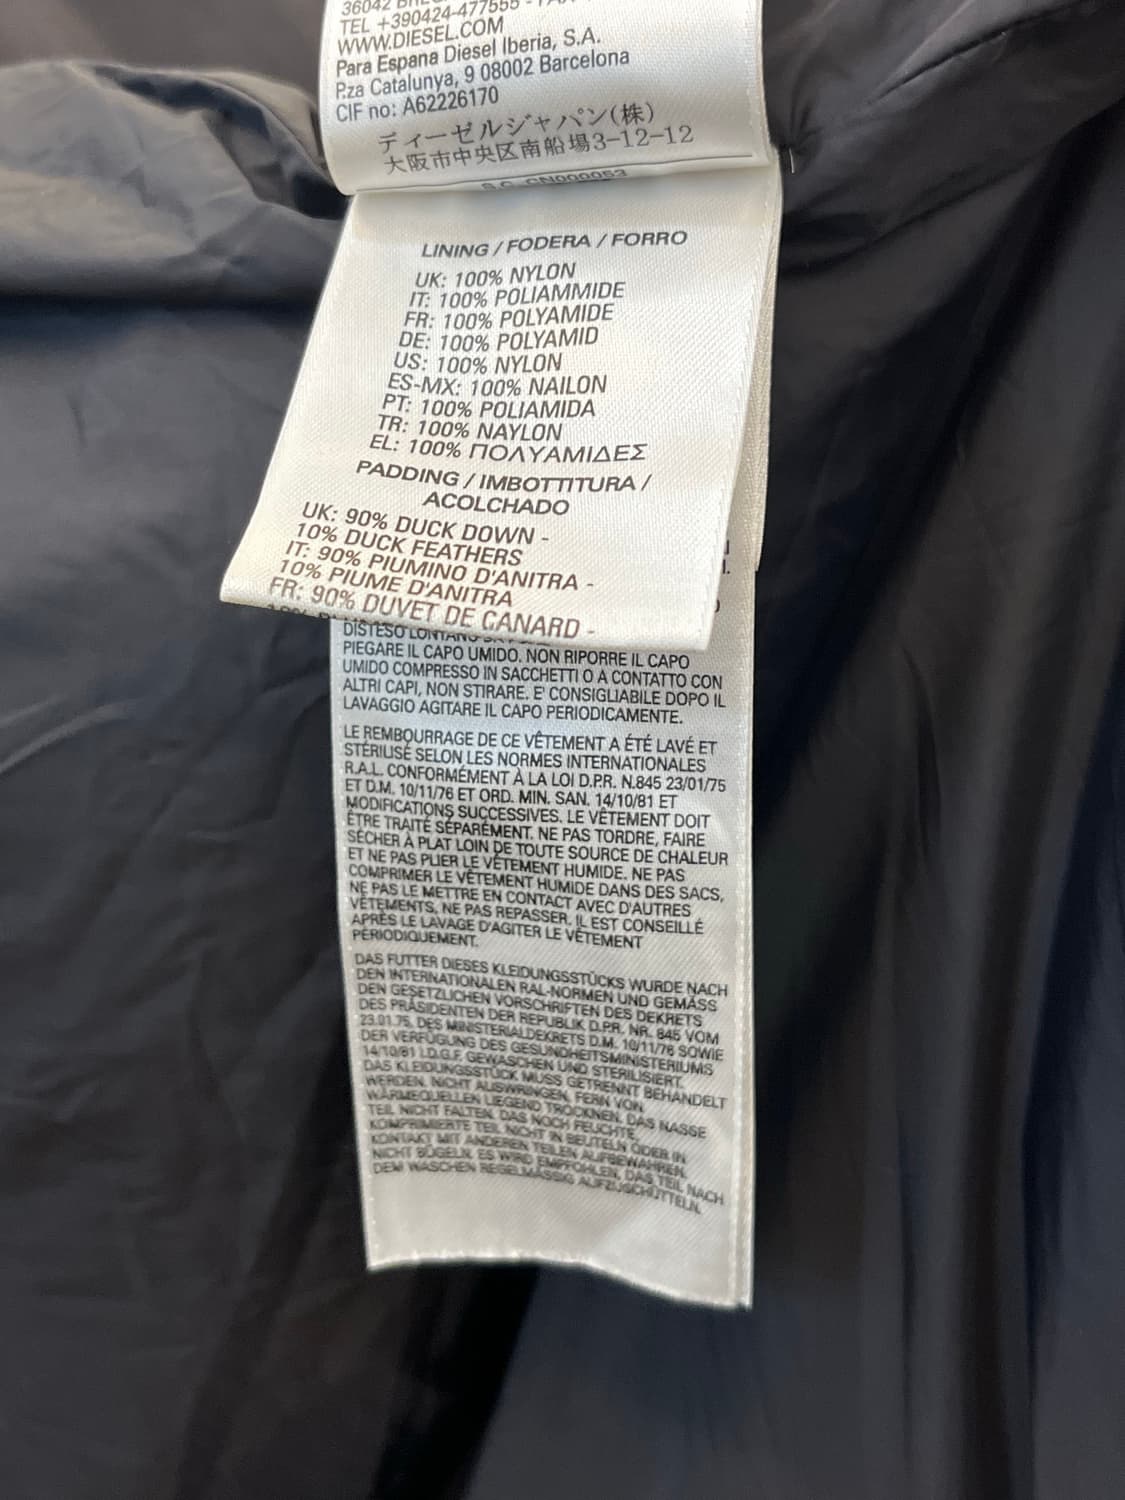 36042
TEL +390424-477555 -
WWW.DIESEL.COM
Para Espana Diesel Iberia, S.A.
P.za Catalunya, 9 08002 Barcelona
CIF no: A62226170
ディーゼルジャパン(株)
大阪市中央区南船場3-12-12
S.C. CN000053
LINING / FODERA / FORRO
UK: 100% NYLON
IT: 100% POLIAMMIDE
FR: 100% POLYAMIDE
DE: 100% POLYAMID
US: 100% NYLON
ES-MX: 100% NAILON
PT: 100% POLIAMIDA
TR: 100% NAYLON
EL: 100% ΠΟΛΥΑΜΙΔΕΣ
PADDING / IMBOTTITURA /
ACOLCHADO
UK: 90% DUCK DOWN -
10% DUCK FEATHERS
IT: 90% PIUMINO D'ANITRA -
10% PIUME D'ANITRA
FR: 90% DUVET DE CANARD -
DISTESO LONTANO
PIEGARE IL CAPO UMIDO. NON RIPORRE IL CAPO
UMIDO COMPRESSO IN SACCHETTI O A CONTATTO CON
ALTRI CAPI, NON STIRARE. E' CONSIGLIABILE DOPO IL
LAVAGGIO AGITARE IL CAPO PERIODICAMENTE.
LE REMBOURRAGE DE CE VÊTEMENT A ÉTÉ LAVÉ ET
STÉRILISÉ SELON LES NORMES INTERNATIONALES
R.A.L. CONFORMÉMENT À LA LOI D.P.R. N.845 23/01/75
ET D.M. 10/11/76 ET ORD. MIN. SAN. 14/10/81 ET
MODIFICATIONS SUCCESSIVES. LE VÊTEMENT DOIT
ÊTRE TRAITÉ SÉPARÉMENT. NE PAS TORDRE, FAIRE
SÉCHER À PLAT LOIN DE TOUTE SOURCE DE CHALEUR
ET NE PAS PLIER LE VÊTEMENT HUMIDE. NE PAS
COMPRIMER LE VÊTEMENT HUMIDE DANS DES SACS,
NE PAS LE METTRE EN CONTACT AVEC D'AUTRES
VÊTEMENTS, NE PAS REPASSER. IL EST CONSEILLÉ
APRÈS LE LAVAGE D'AGITER LE VÊTEMENT
PÉRIODIQUEMENT.
DAS FUTTER DIESES KLEIDUNGSSTÜCKS WURDE NACH
DEN INTERNATIONALEN RAL-NORMEN UND GEMÄSS
DEN GESETZLICHEN VORSCHRIFTEN DES DEKRETS
DES PRÄSIDENTEN DER REPUBLIK D.P.R. NR. 845 VOM
23.01.75, DES MINISTERIALDEKRETS D.M. 10/11/76 SOWIE
DER VERFÜGUNG DES GESUNDHEITSMINISTERIUMS
14/10/81 I.D.G.F. GEWASCHEN UND STERILISIERT.
DAS KLEIDUNGSSTÜCK MUSS GETRENNT BEHANDELT
WERDEN. NICHT AUSWRINGEN, FERN VON
WÄRMEQUELLEN LIEGEND TROCKNEN. DAS NASSE
TEIL NICHT FALTEN. DAS NOCH FEUCHTE,
KOMPRIMIERTE TEIL NICHT IN BEUTELN ODER IN
KONTAKT MIT ANDEREN TEILEN AUFBEWAHREN.
NICHT BÜGELN. ES WIRD EMPFOHLEN, DAS TEIL NACH
DEM WASCHEN REGELMÄSSIG AUFZUSCHÜTTELN.